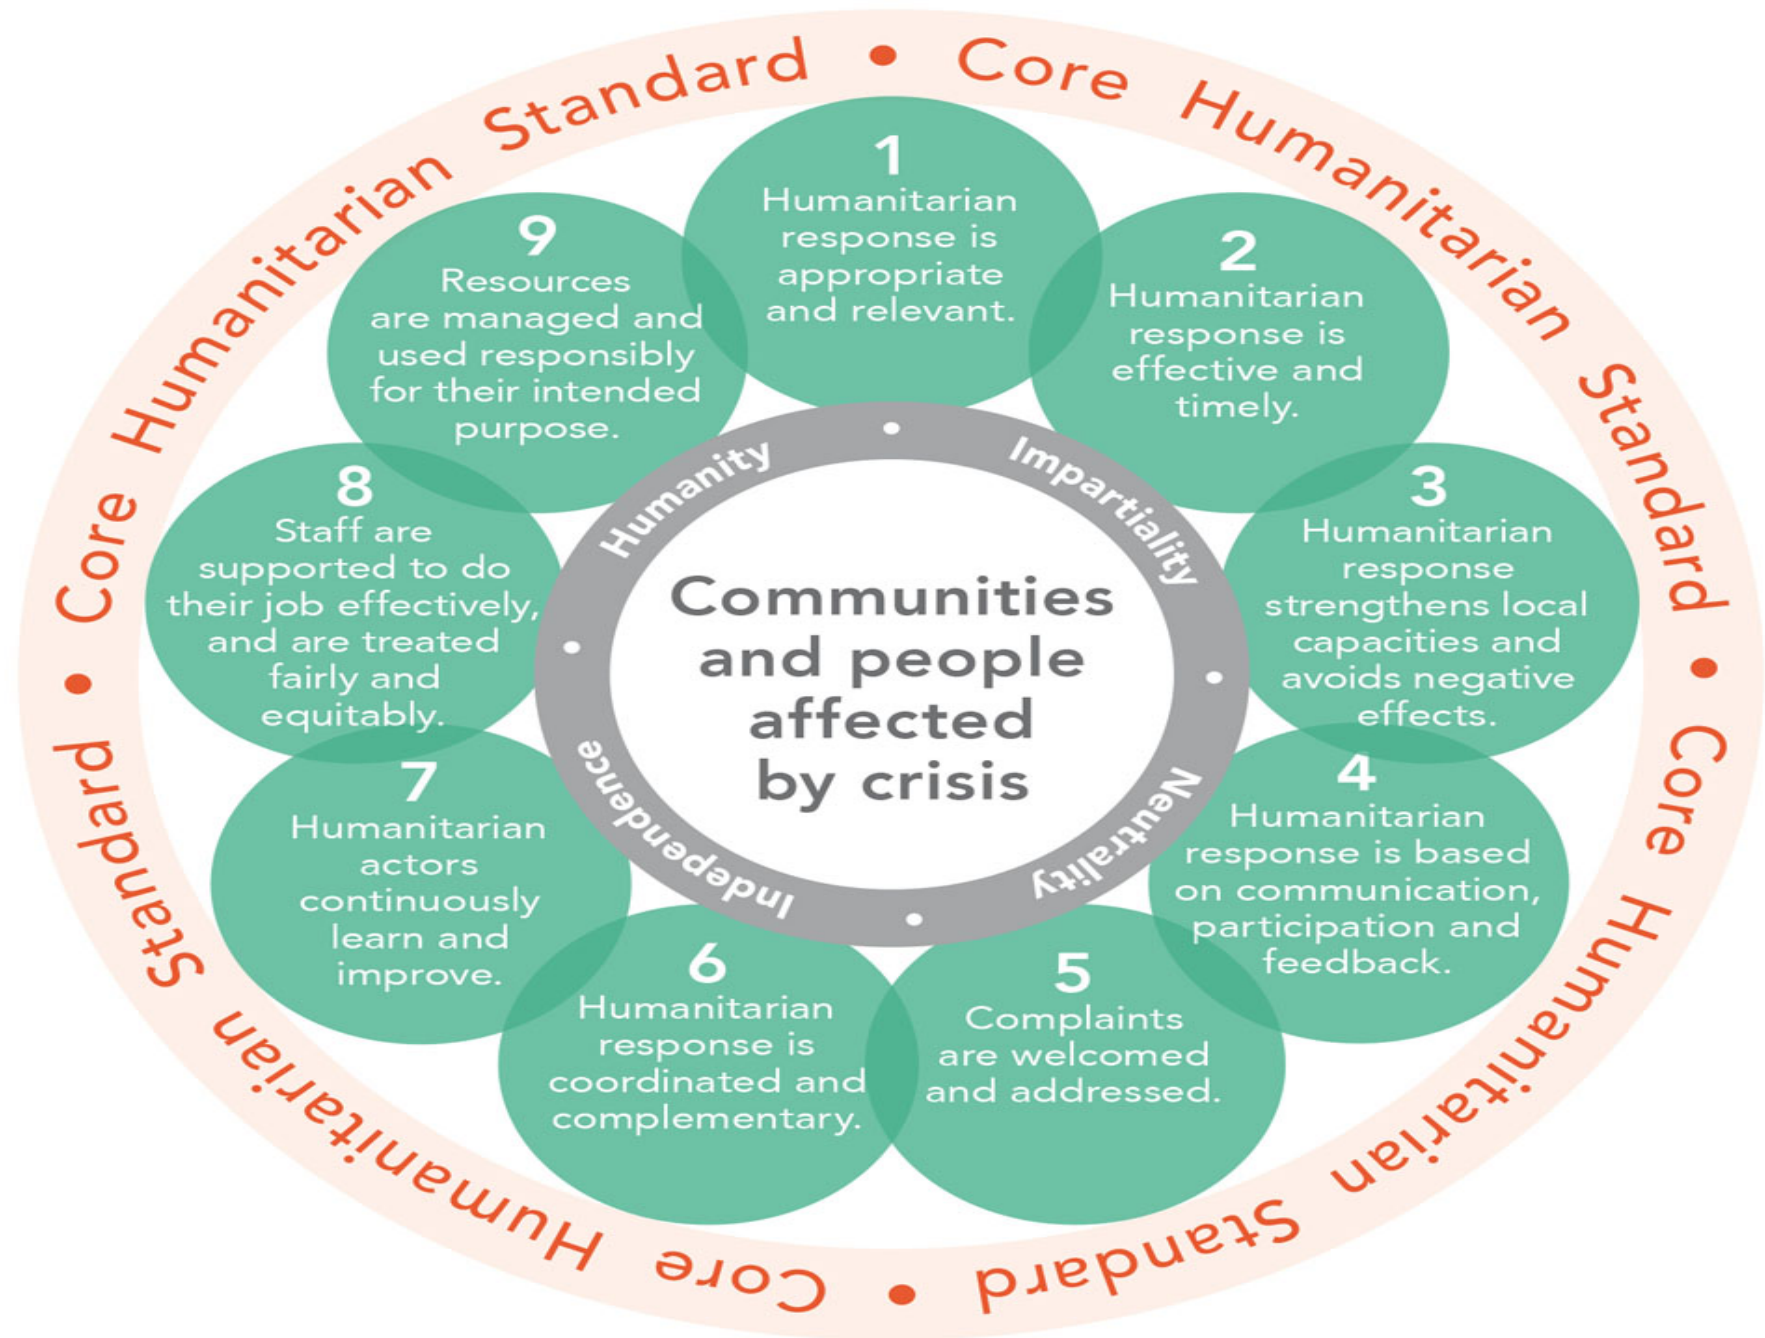 Core Humanitarian Standard • Core Humanitarian Standard • Core Humanitarian Standard • Core Humanitarian Standard •
1
Humanitarian
response is
appropriate
and relevant.
2
Humanitarian
response is
effective and
timely.
3
Humanitarian
response
strengthens local
capacities and
avoids negative
effects.
4
Humanitarian
response is based
on communication,
participation and
feedback.
5
Complaints
are welcomed
and addressed.
6
Humanitarian
response is
coordinated and
complementary.
7
Humanitarian
actors
continuously
learn and
improve.
8
Staff are
supported to do
their job effectively,
and are treated
fairly and
equitably.
9
Resources
are managed and
used responsibly
for their intended
purpose.
Humanity • Impartiality • Neutrality • Independence •
Communities
and people
affected
by crisis